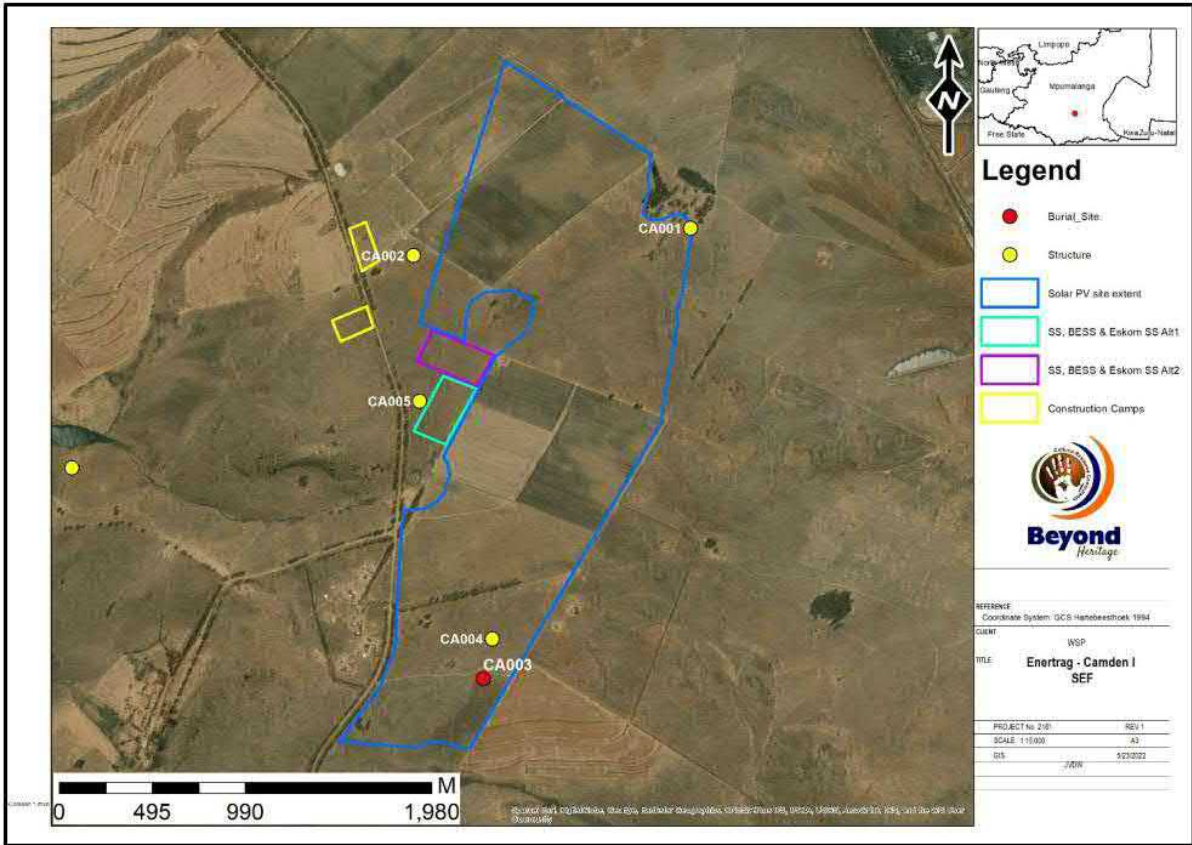 CA001
CA002
CA005
CA004
CA003
M
0 495 990 1,980
N
Limpopo
Gauteng
Mpumalanga
Free State
KwaZulu-Natal
Legend
Burial_Site
Structure
Solar PV site extent
SS, BESS & Eskom SS Alt1
SS, BESS & Eskom SS Alt2
Construction Camps
Beyond
Heritage
REFERENCE
Coordinate System: GCS Hartebeesthoek 1994
CLIENT
WSP
TITLE
Enertrag - Camden I
SEF
PROJECT No. 2161 REV 1
SCALE: 1:15,000 A3
GIS 5/23/2022
JVDW